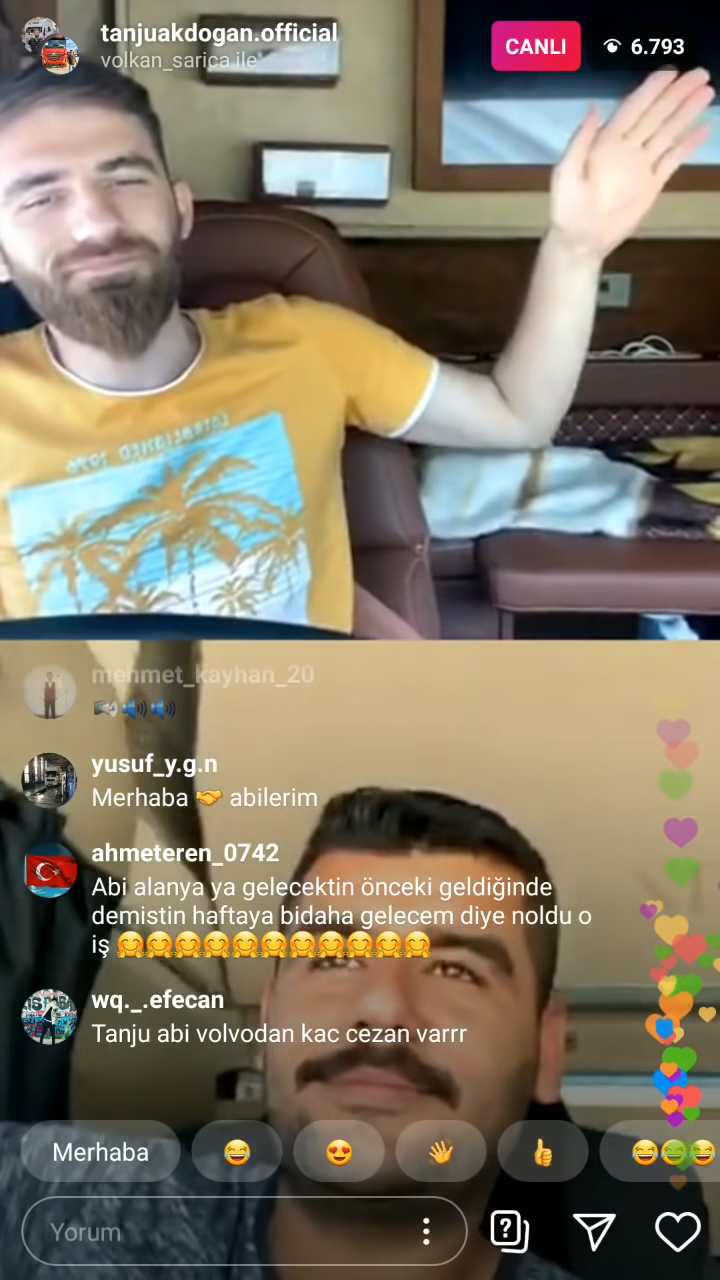 tanjuakdogan.official
volkan_sarica ile
CANLI
6.793
mehmet_kayhan_20
🔊🔊
yusuf_y.g.n
Merhaba 🤝 abilerim
ahmeteren_0742
Abi alanya ya gelecektin önceki geldiğinde
demistin haftaya bidaha gelecem diye noldu o
iş 🤗🤗🤗🤗🤗🤗🤗🤗🤗🤗🤗
wq._.efecan
Tanju abi volvodan kac cezan varrr
Merhaba
Yorum